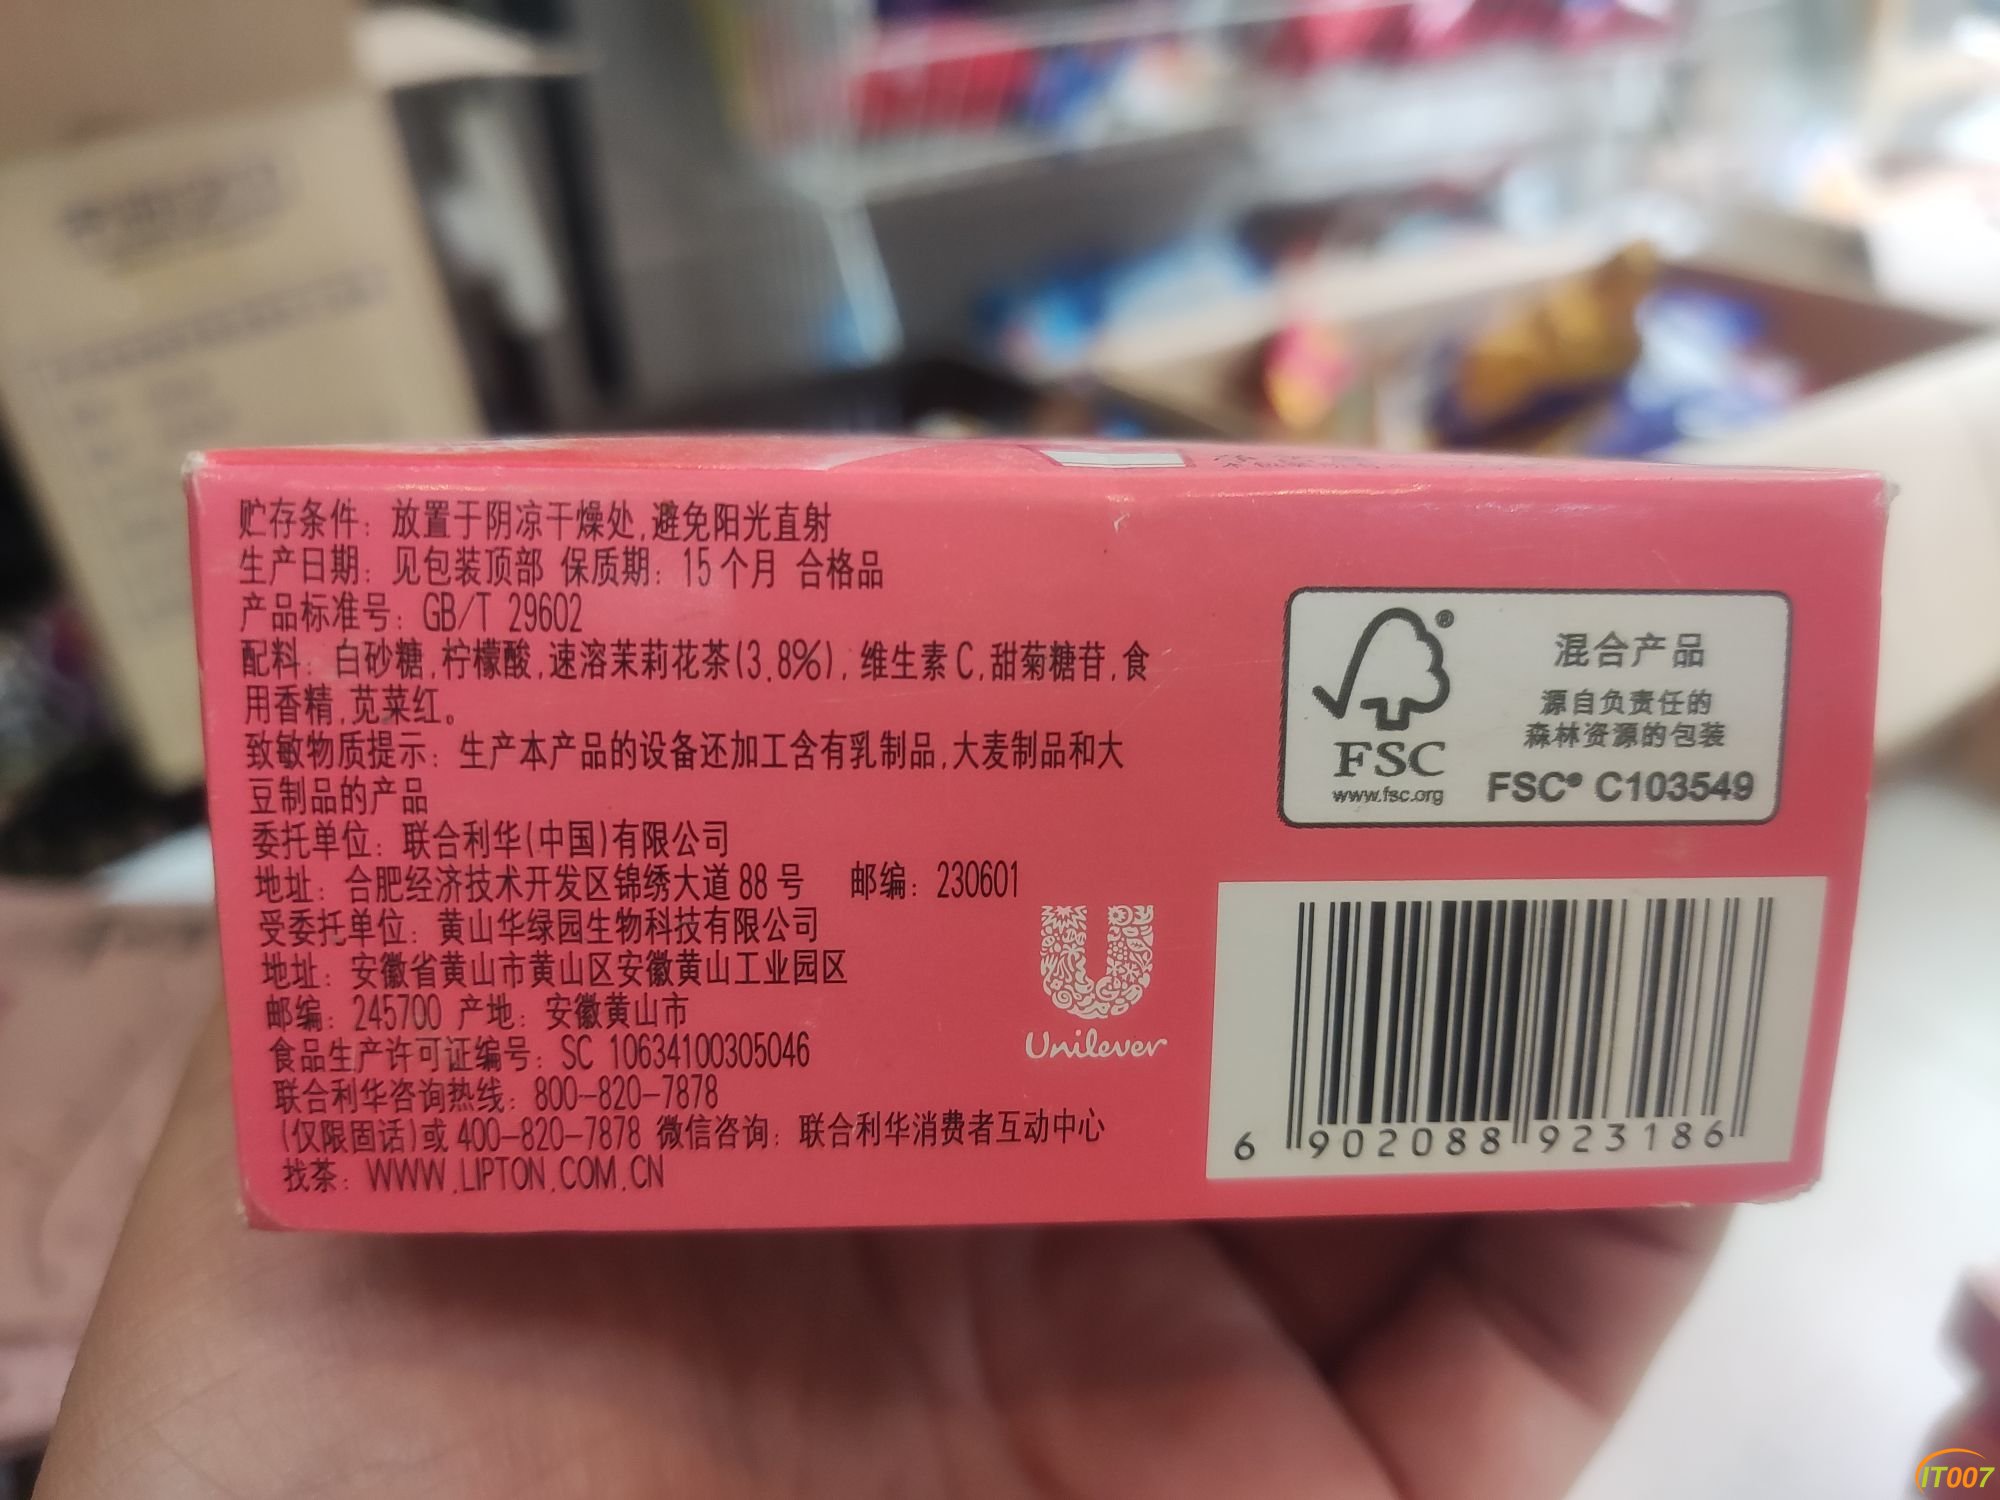 贮存条件：放置于阴凉干燥处,避免阳光直射
生产日期：见包装顶部 保质期：15个月 合格品
产品标准号：GB/T 29602
配料：白砂糖,柠檬酸,速溶茉莉花茶(3.8%),维生素C,甜菊糖苷,食
用香精,苋菜红。
致敏物质提示：生产本产品的设备还加工含有乳制品,大麦制品和大
豆制品的产品
委托单位：联合利华(中国)有限公司
地址：合肥经济技术开发区锦绣大道88号 邮编：230601
受委托单位：黄山华绿园生物科技有限公司
地址：安徽省黄山市黄山区安徽黄山工业园区
邮编：245700 产地：安徽黄山市
食品生产许可证编号：SC 10634100305046
联合利华咨询热线：800-820-7878
(仅限固话)或400-820-7878 微信咨询：联合利华消费者互动中心
找茶：WWW.LIPTON.COM.CN
Unilever
®
FSC
www.fsc.org
混合产品
源自负责任的
森林资源的包装
FSC® C103549
6 902088 923186
IT007